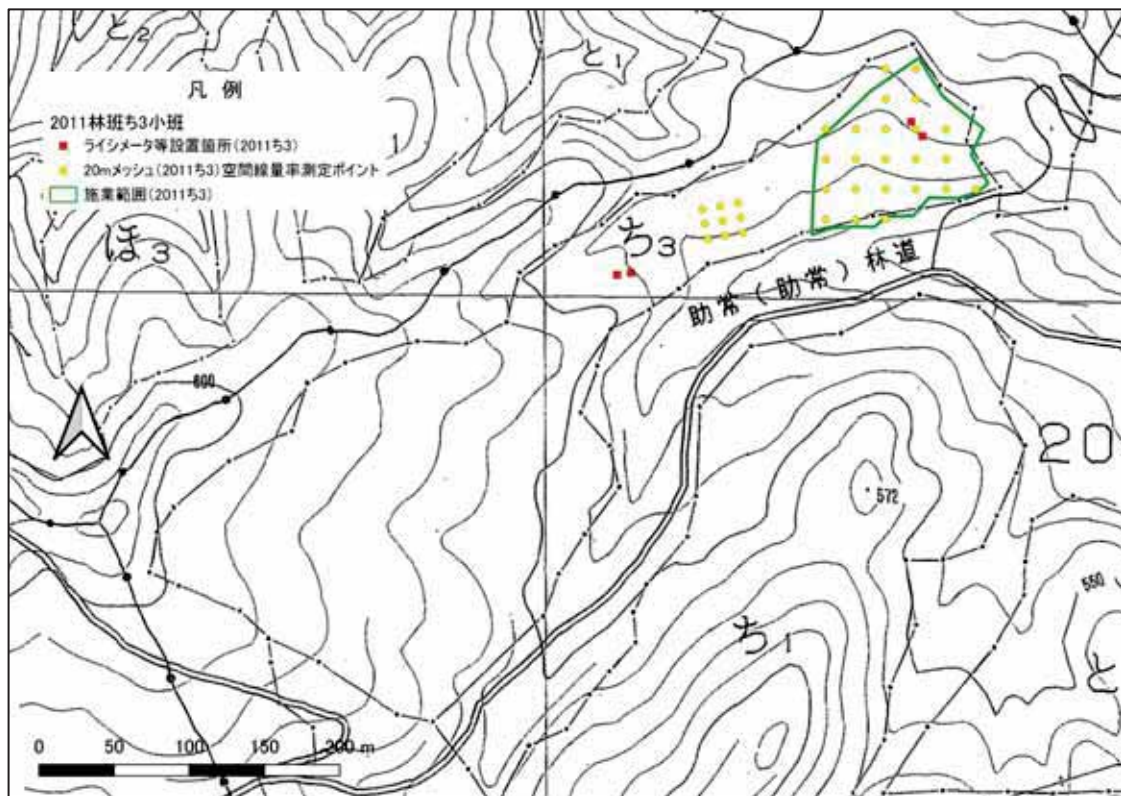 と2
と1
凡 例
2011林班ち3小班
1
ライシメータ等設置箇所(2011ち3)
20mメッシュ(2011ち3)空間線量率測定ポイント
施業範囲(2011ち3)
ほ3
ち3
助常(助常)林道
600
20
572
550
ち1
と
0 50 100 150 200 m